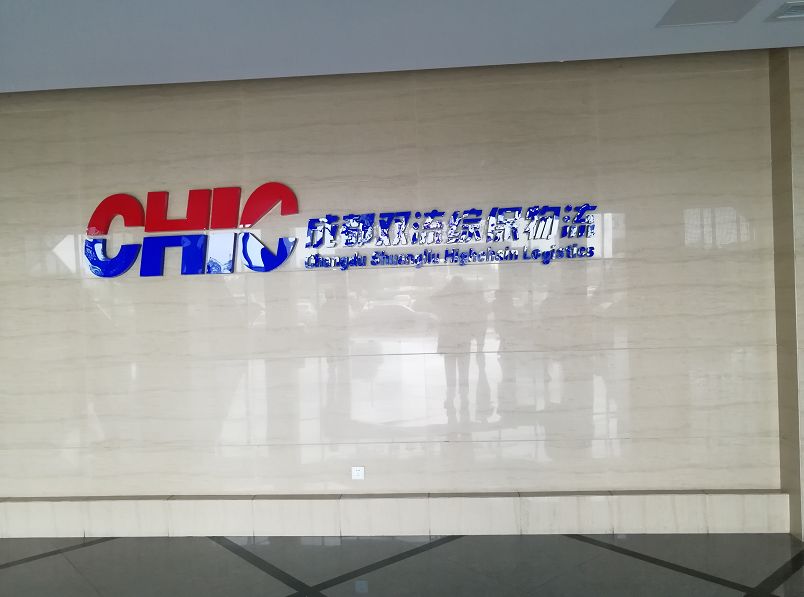 CHIC
成都双流综保物流
Chengdu Shuangliu Highchain Logistics